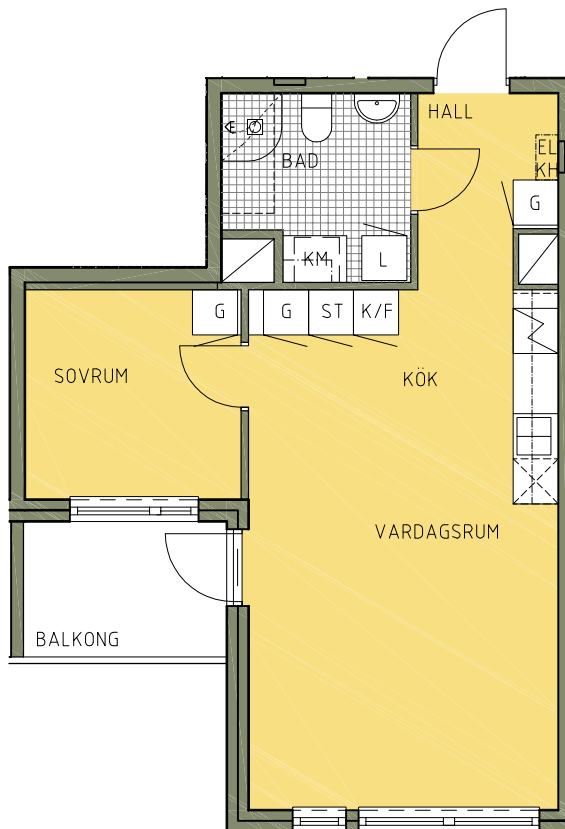 HALL
EL
KH
BAD
G
KM
L
G
G
ST
K/F
SOVRUM
KÖK
VARDAGSRUM
BALKONG